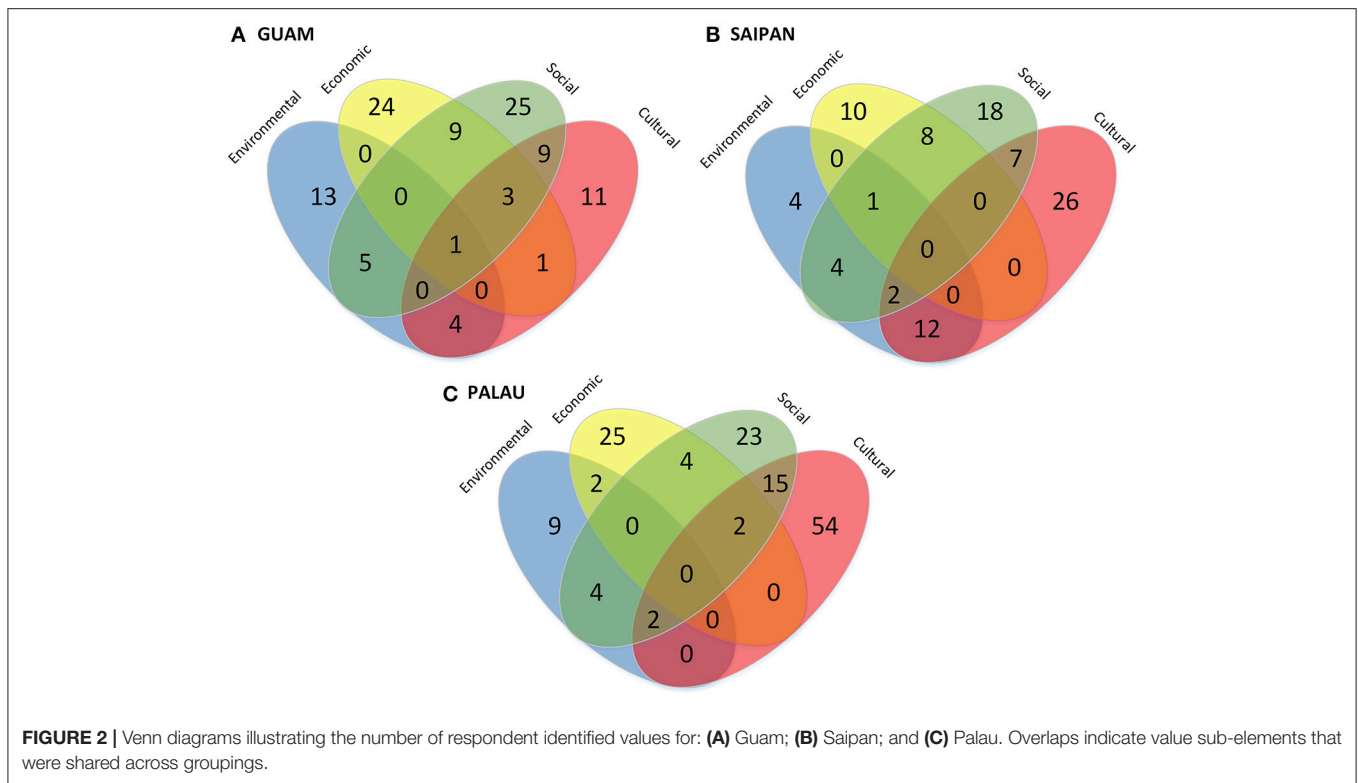 A GUAM
Environmental
Economic
Social
Cultural
24
25
9
0
9
13
0
3
11
1
5
1
0
0
4
B SAIPAN
Environmental
Economic
Social
Cultural
10
18
8
0
7
4
1
0
26
0
4
0
2
0
12
C PALAU
Environmental
Economic
Social
Cultural
25
23
4
2
15
9
0
2
54
0
4
0
2
0
0
FIGURE 2 | Venn diagrams illustrating the number of respondent identified values for: (A) Guam; (B) Saipan; and (C) Palau. Overlaps indicate value sub-elements that
were shared across groupings.